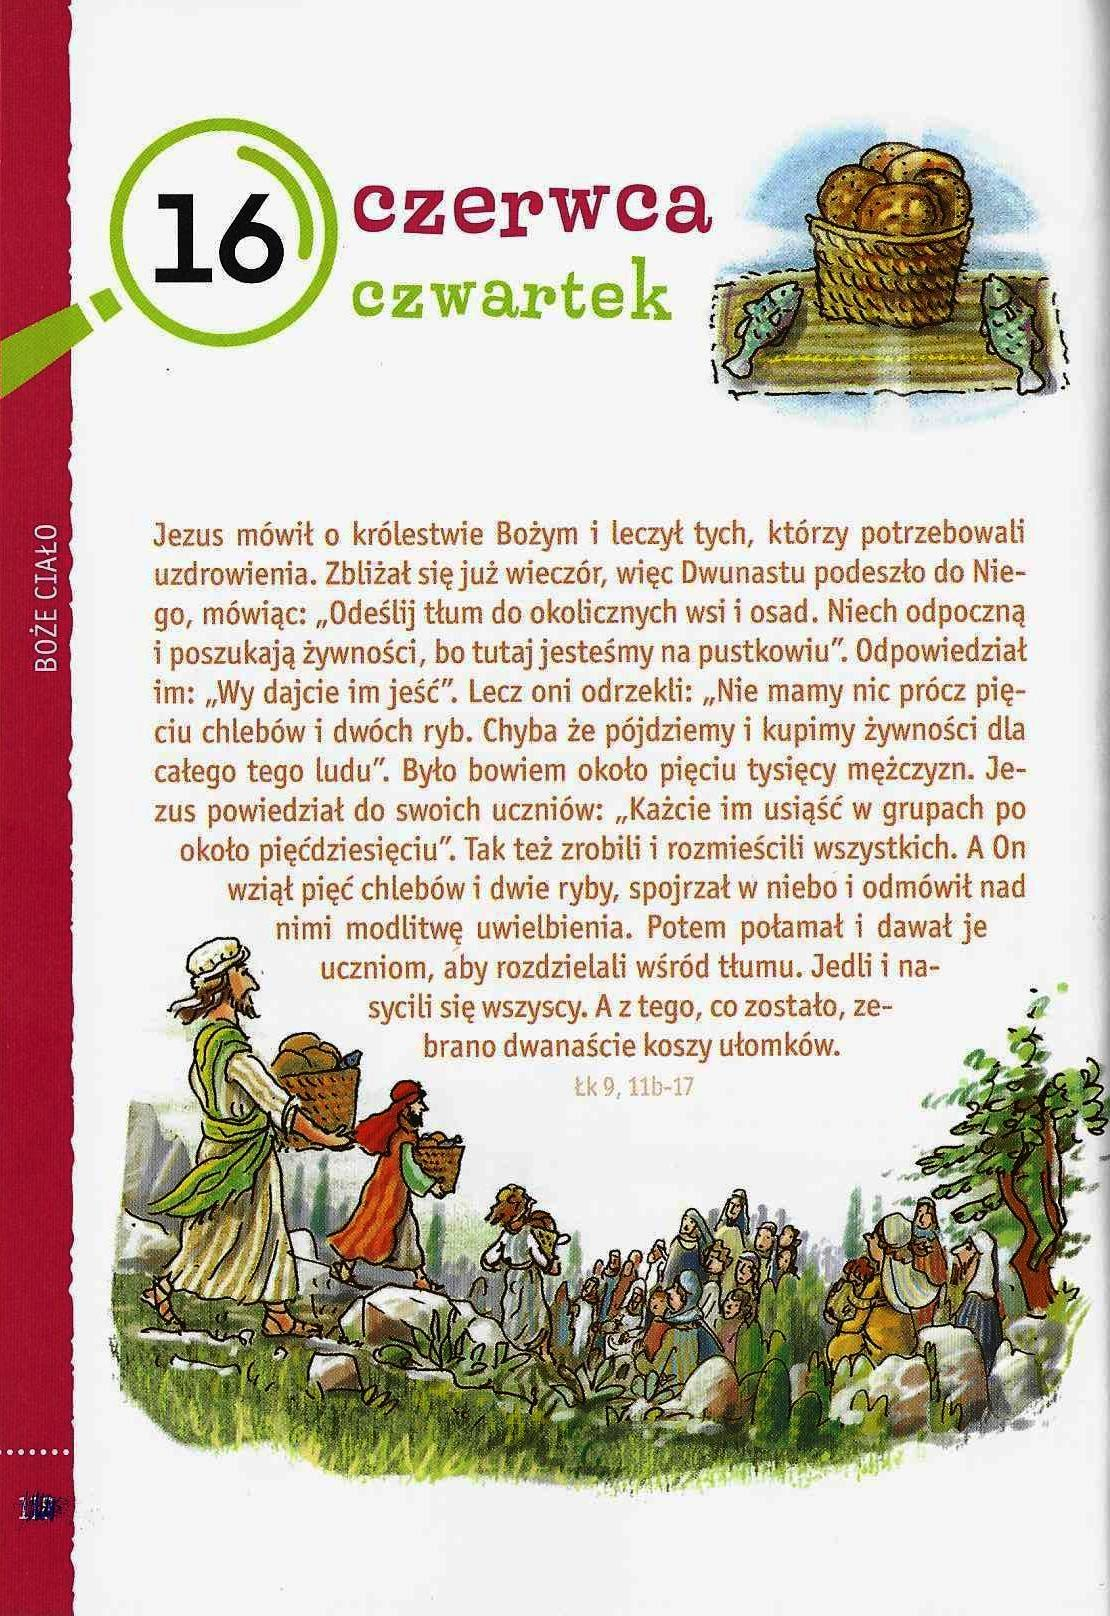 16
czerwca
czwartek
BOŻE CIAŁO
Jezus mówił o królestwie Bożym i leczył tych, którzy potrzebowali
uzdrowienia. Zbliżał się już wieczór, więc Dwunastu podeszło do Nie-
go, mówiąc: „Odeślij tłum do okolicznych wsi i osad. Niech odpoczną
i poszukają żywności, bo tutaj jesteśmy na pustkowiu". Odpowiedział
im: „Wy dajcie im jeść". Lecz oni odrzekli: „Nie mamy nic prócz pię-
ciu chlebów i dwóch ryb. Chyba że pójdziemy i kupimy żywności dla
całego tego ludu". Było bowiem około pięciu tysięcy mężczyzn. Je-
zus powiedział do swoich uczniów: „Każcie im usiąść w grupach po
około pięćdziesięciu". Tak też zrobili i rozmieścili wszystkich. A On
wziął pięć chlebów i dwie ryby, spojrzał w niebo i odmówił nad
nimi modlitwę uwielbienia. Potem połamał i dawał je
uczniom, aby rozdzielali wśród tłumu. Jedli i na-
sycili się wszyscy. A z tego, co zostało, ze-
brano dwanaście koszy ułomków.
Łk 9, 11b-17